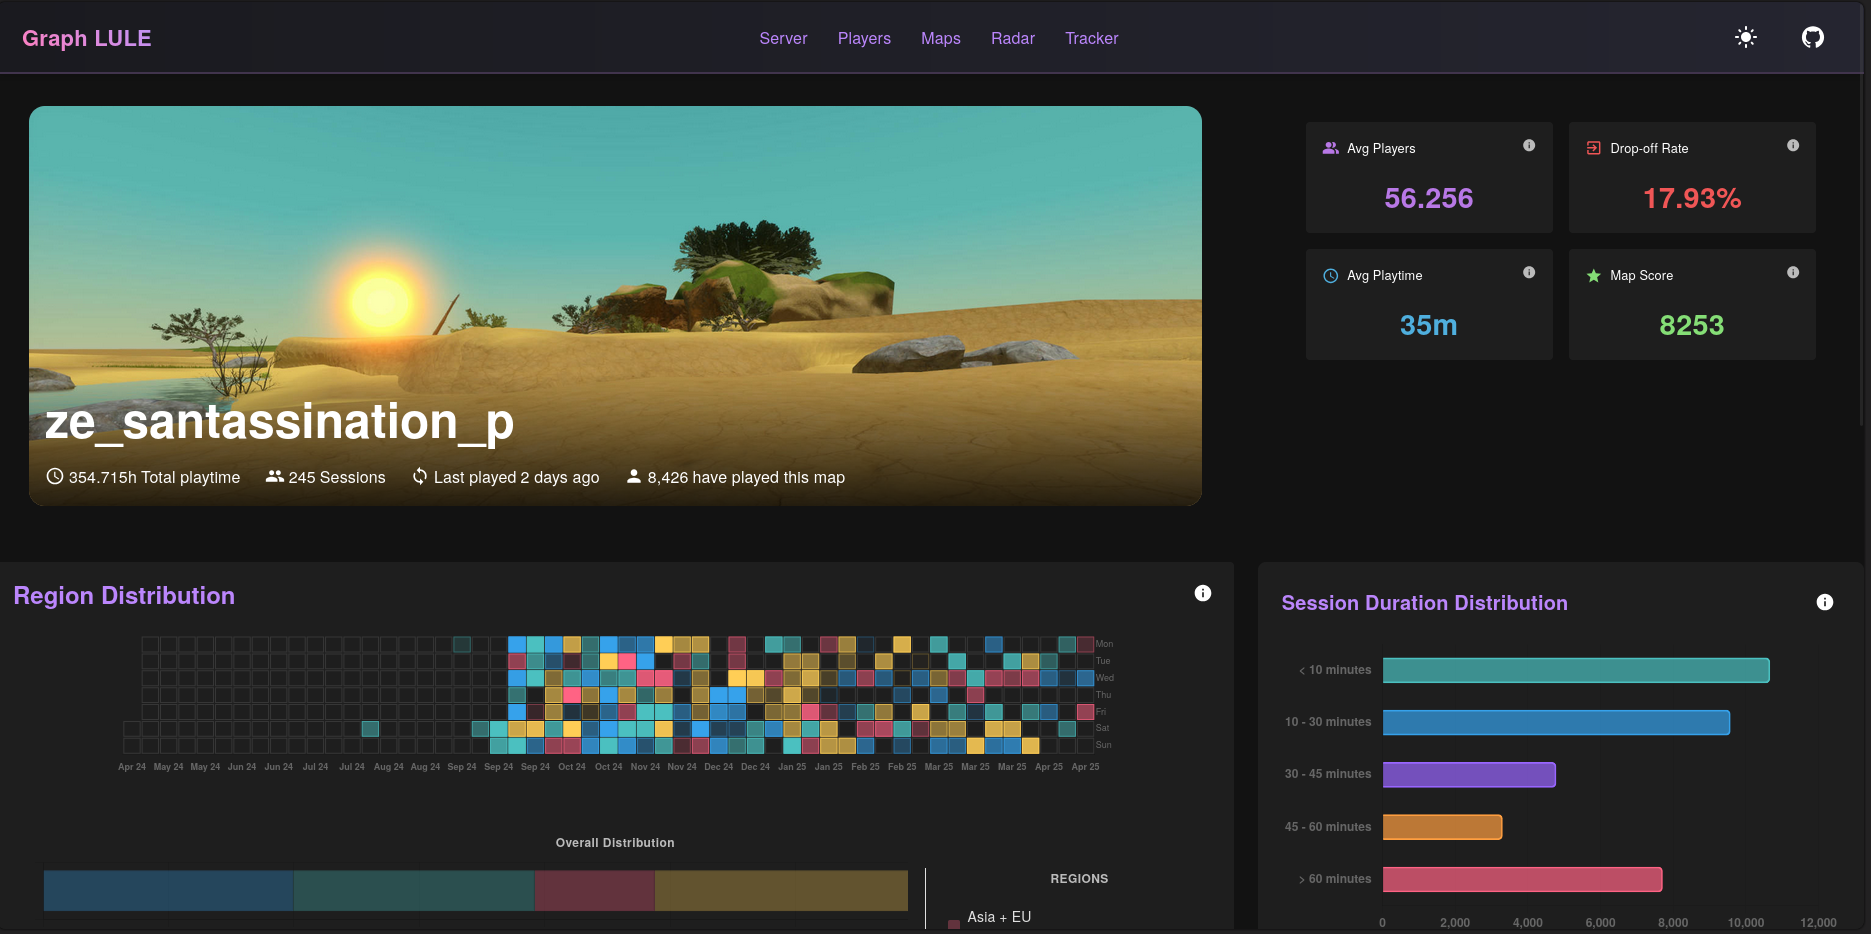 Graph LULE
Server Players Maps Radar Tracker
ze_santassination_p
354.715h Total playtime 245 Sessions Last played 2 days ago 8,426 have played this map
Avg Players
56.256
Drop-off Rate
17.93%
Avg Playtime
35m
Map Score
8253
Region Distribution
Mon
Tue
Wed
Thu
Fri
Sat
Sun
Apr 24 May 24 May 24 Jun 24 Jun 24 Jul 24 Jul 24 Aug 24 Aug 24 Sep 24 Sep 24 Sep 24 Oct 24 Oct 24 Nov 24 Nov 24 Dec 24 Dec 24 Jan 25 Jan 25 Feb 25 Feb 25 Mar 25 Mar 25 Mar 25 Apr 25 Apr 25
Overall Distribution
REGIONS
Asia + EU
Session Duration Distribution
< 10 minutes
10 - 30 minutes
30 - 45 minutes
45 - 60 minutes
> 60 minutes
0 2,000 4,000 6,000 8,000 10,000 12,000